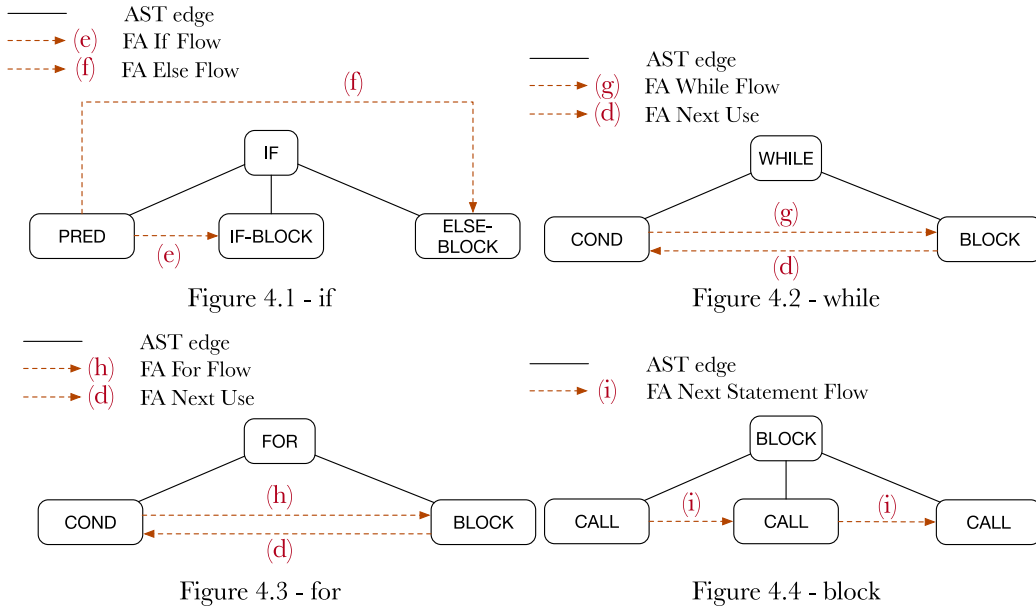 AST edge
(e) FA If Flow
(f) FA Else Flow
(f)
IF
PRED
IF-BLOCK
ELSE-
BLOCK
(e)
Figure 4.1 - if
AST edge
(g) FA While Flow
(d) FA Next Use
WHILE
(g)
COND
BLOCK
(d)
Figure 4.2 - while
AST edge
(h) FA For Flow
(d) FA Next Use
FOR
(h)
COND
BLOCK
(d)
Figure 4.3 - for
AST edge
(i) FA Next Statement Flow
BLOCK
(i) (i)
CALL CALL CALL
Figure 4.4 - block